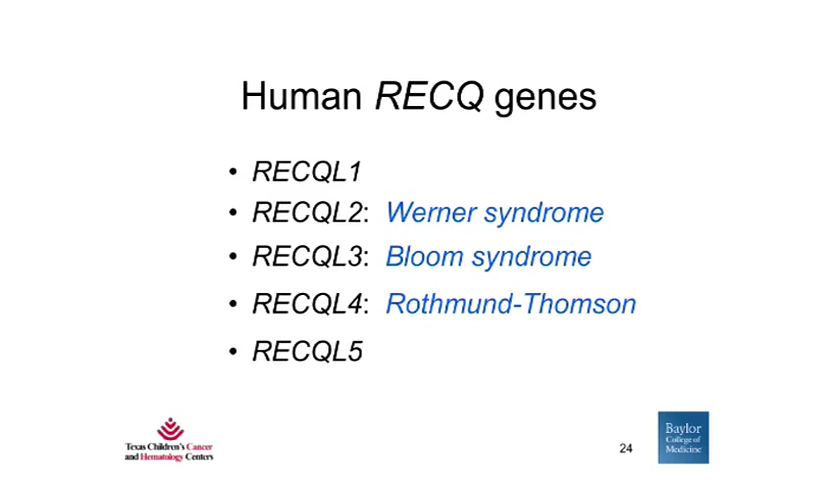 Human RECQ genes
• RECQL1
• RECQL2: Werner syndrome
• RECQL3: Bloom syndrome
• RECQL4: Rothmund-Thomson
• RECQL5
Texas Children's Cancer
and Hematology Centers
24
Baylor
College of
Medicine